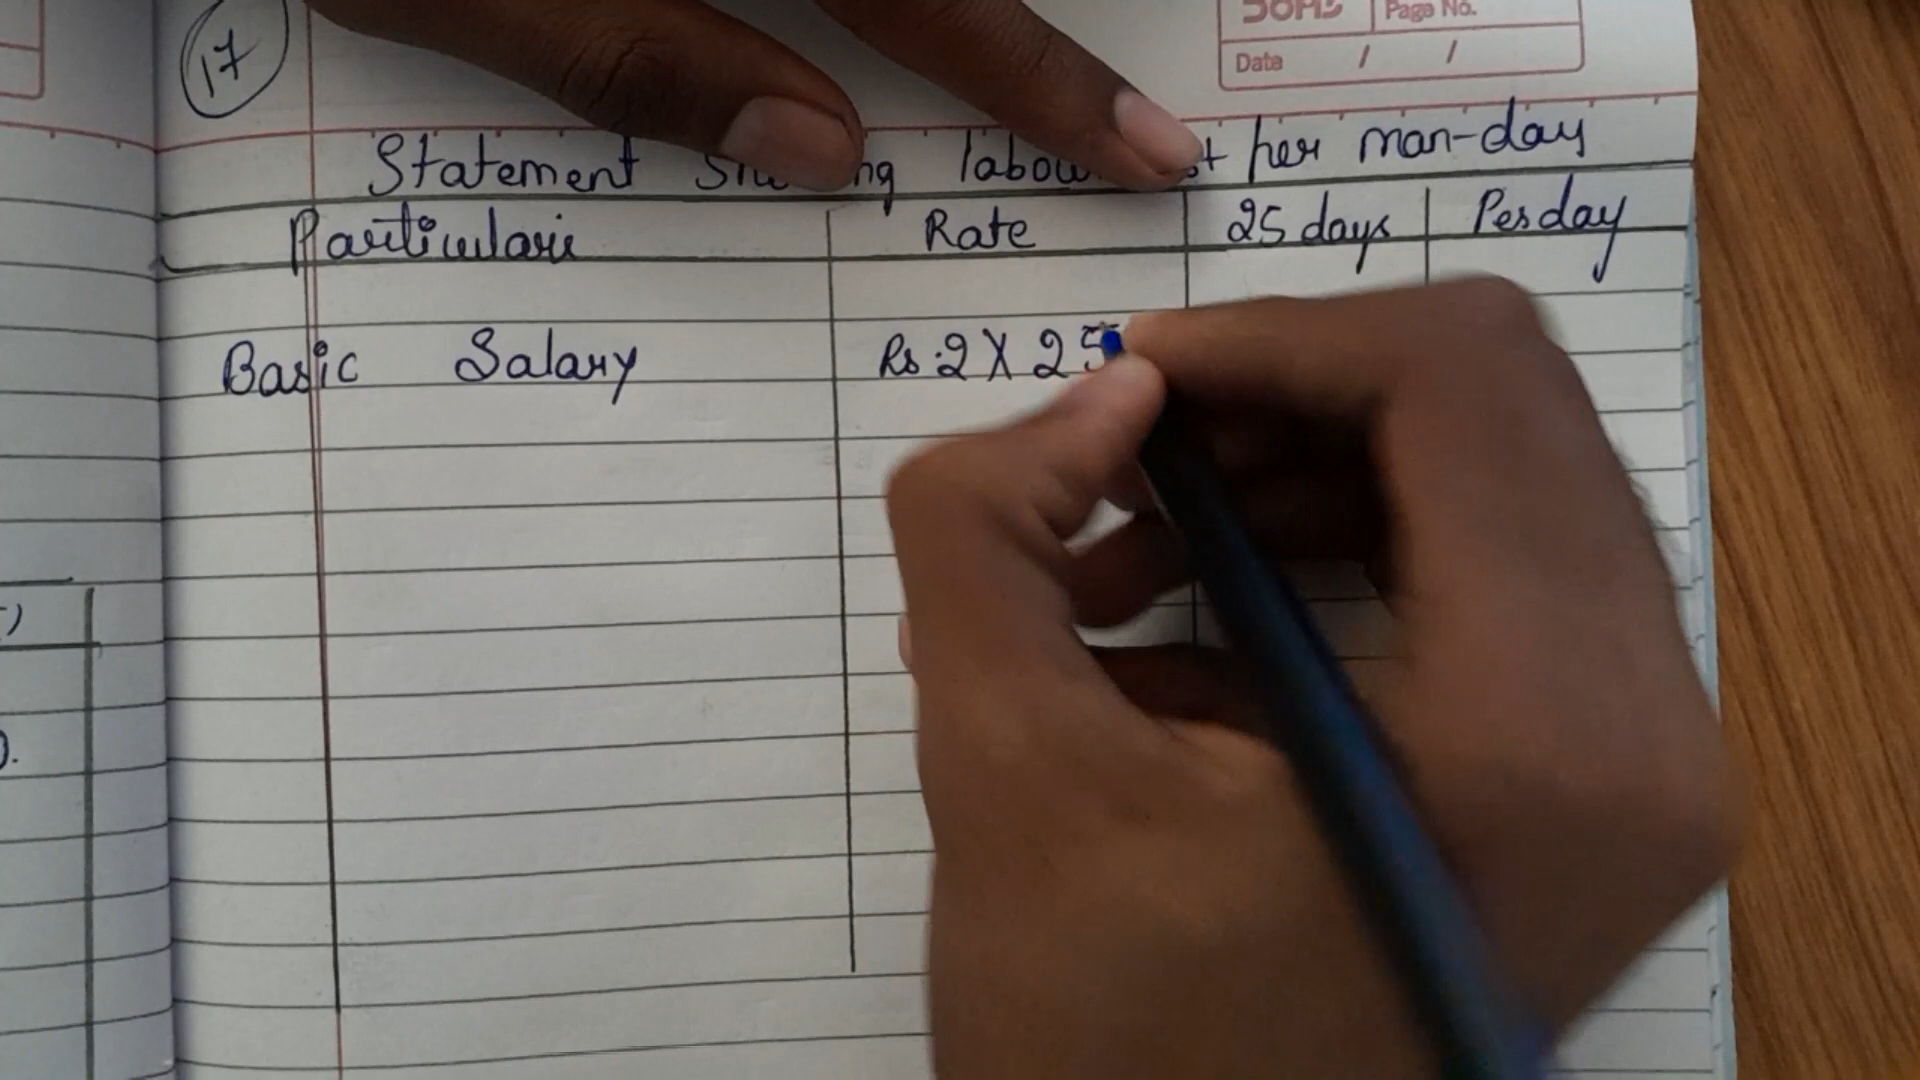 17
Page No.
Date / /
Statement labou per man-day
Particulars Rate 25 days Per day
Basic Salary Rs. 2 X 25